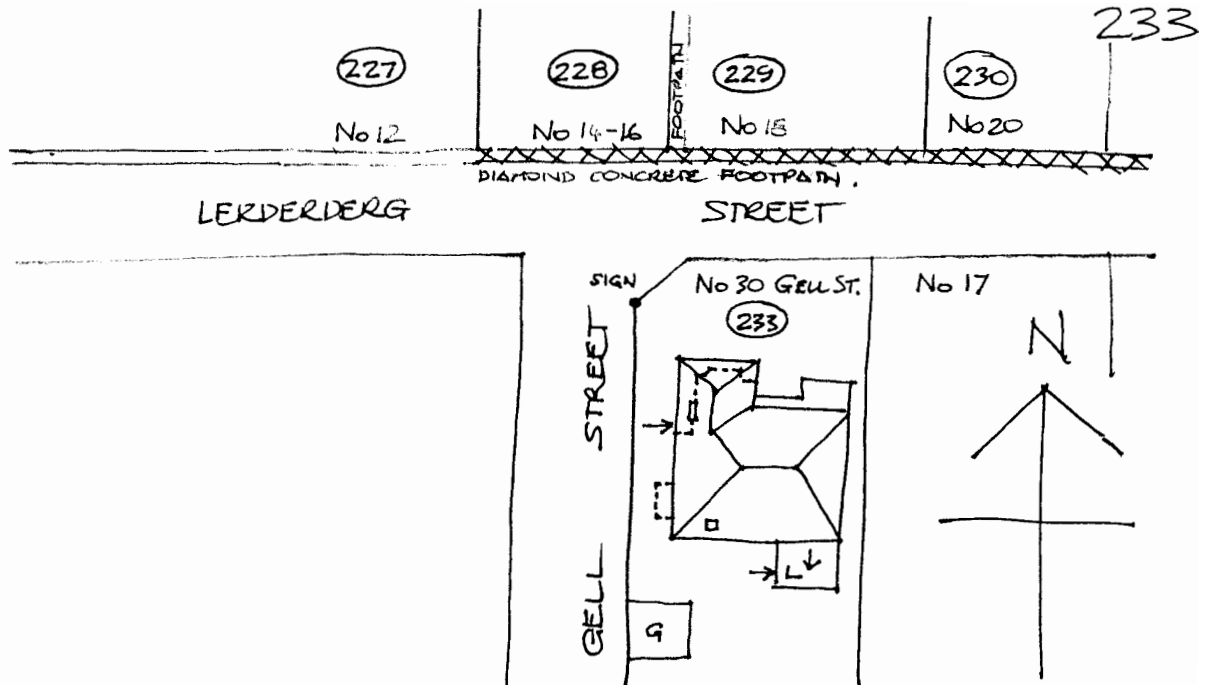 233
227
228
229
230
No 12
No 14-16
FOOTPATH
No 18
No 20
DIAMOND CONCRETE FOOTPATH.
LERDERDERG STREET
SIGN
No 30 GELL ST.
No 17
233
N
GELL STREET
L
G